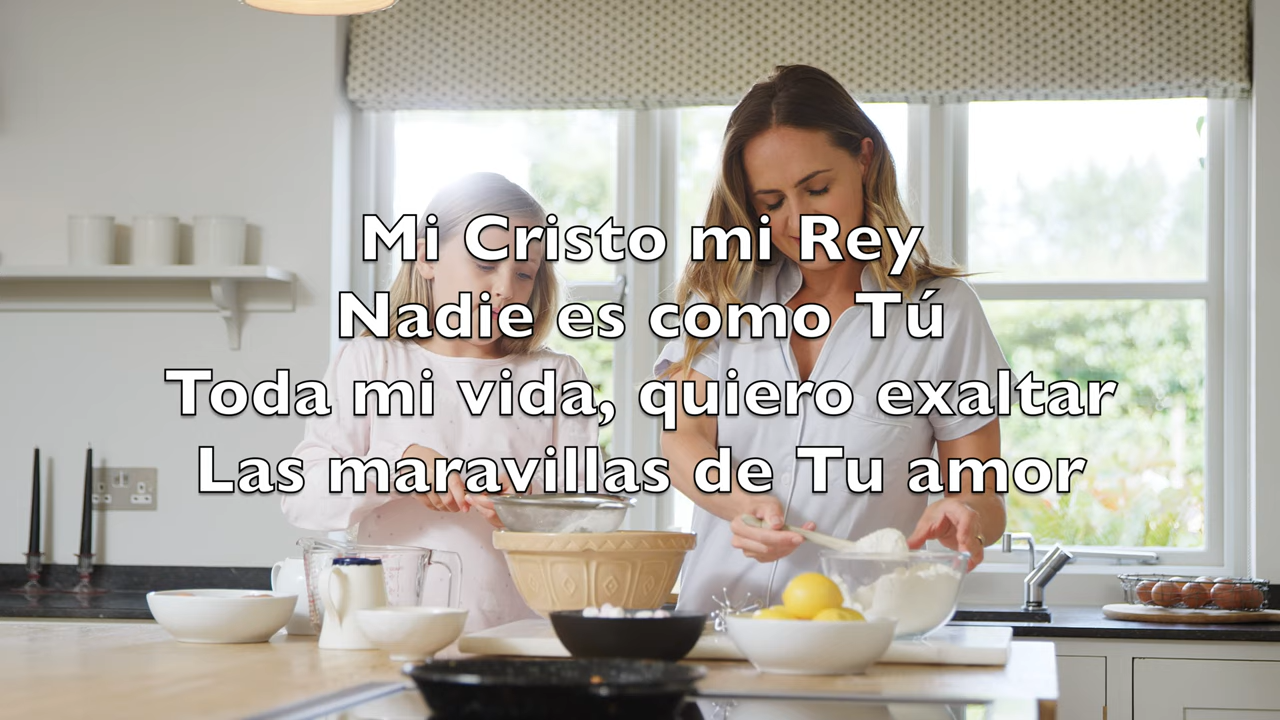 Mi Cristo mi Rey
Nadie es como Tú
Toda mi vida, quiero exaltar
Las maravillas de Tu amor